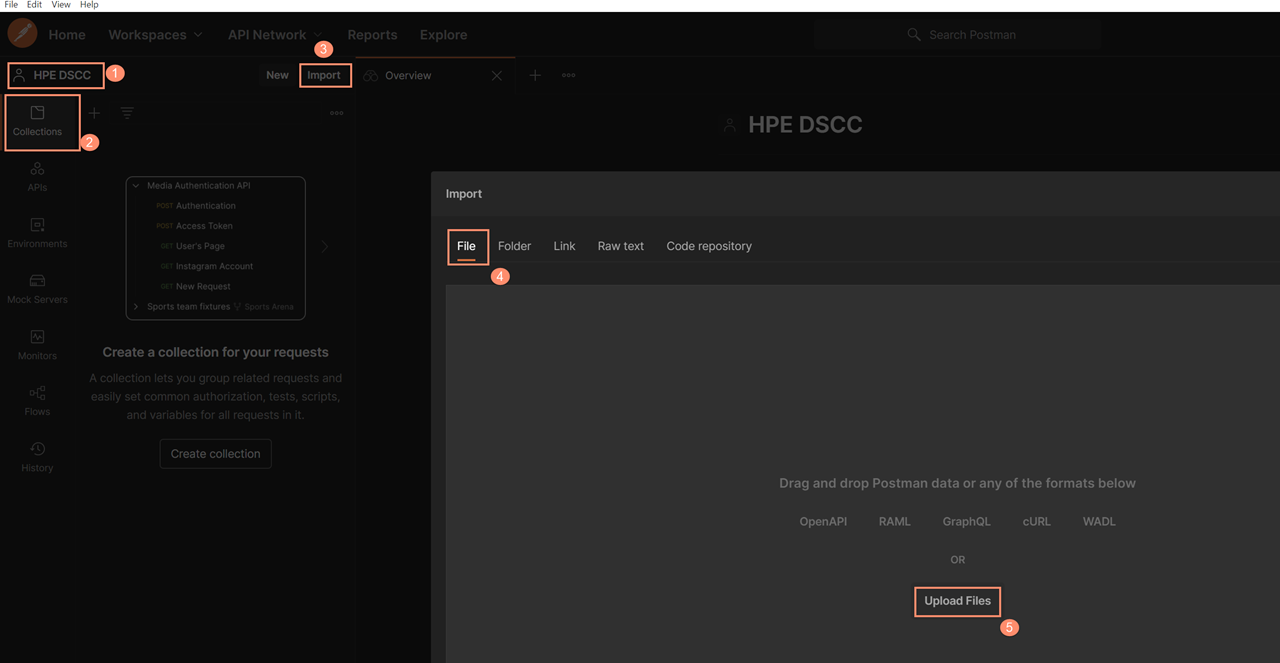 File Edit View Help
Home Workspaces API Network Reports Explore Search Postman
3
HPE DSCC 1 New Import Overview
Collections
2
HPE DSCC
APIs
Environments
Mock Servers
Monitors
Flows
History
Media Authentication API
POST Authentication
POST Access Token
GET User's Page
GET Instagram Account
GET New Request
Sports team fixtures Sports Arena
Create a collection for your requests
A collection lets you group related requests and
easily set common authorization, tests, scripts,
and variables for all requests in it.
Create collection
Import
File Folder Link Raw text Code repository
4
Drag and drop Postman data or any of the formats below
OpenAPI RAML GraphQL cURL WADL
OR
Upload Files
5